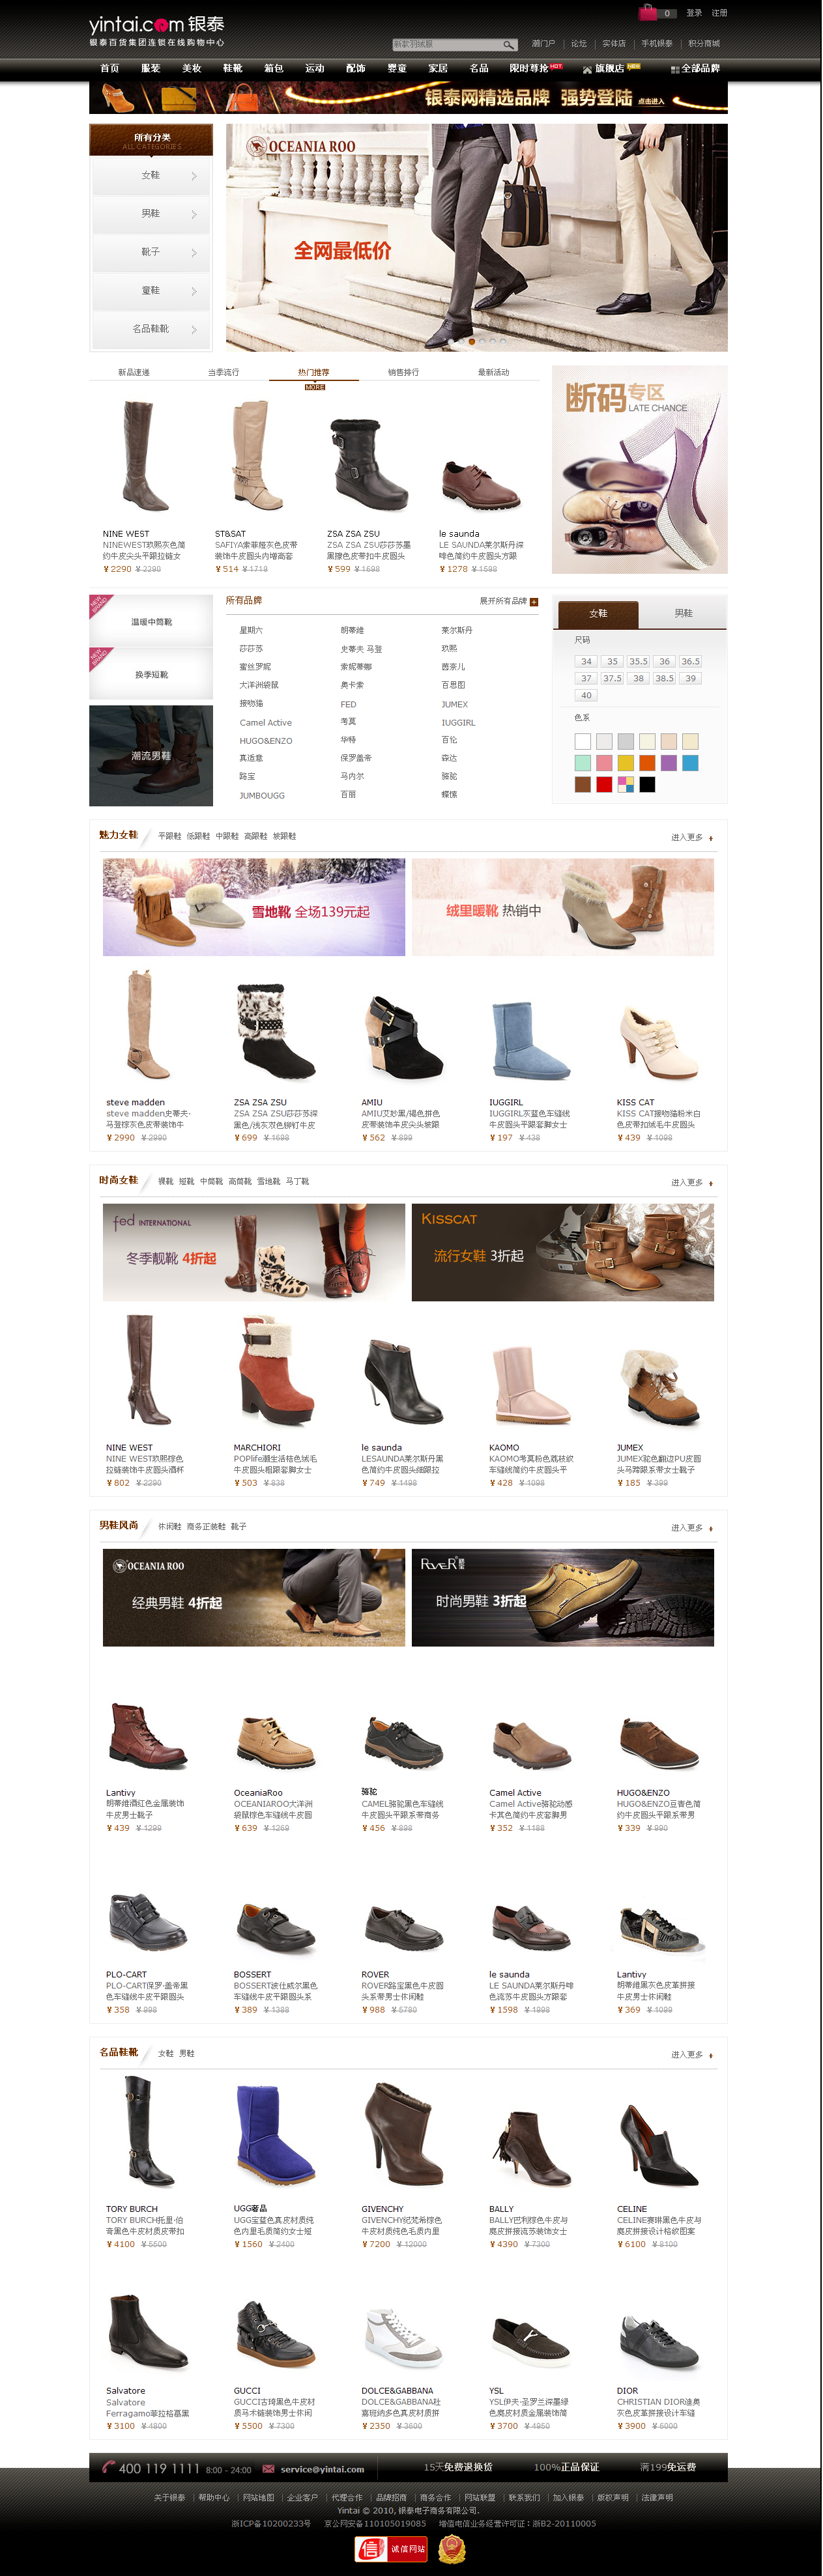 yintai.com 银泰
银泰百货集团连锁在线购物中心
0 登录 注册
新款羽绒服
潮门户 论坛 实体店 手机银泰 积分商城
首页 服装 美妆 鞋靴 箱包 运动 配饰 婴童 家居 名品 限时尊抢 HOT 旗舰店 NEW 全部品牌
银泰网精选品牌 强势登陆 点击进入
所有分类
ALL CATEGORIES
女鞋
男鞋
靴子
童鞋
名品鞋靴
OCEANIA ROO
全网最低价
新品速递 当季流行 热门推荐 销售排行 最新活动
MORE
断码专区
LATE CHANCE
NINE WEST
NINEWEST玖熙灰色简
约牛皮尖头平跟拉链女
¥ 2290 ¥ 2290
ST&SAT
SAFIYA索菲娅灰色皮带
装饰牛皮圆头内增高套
¥ 514 ¥ 1719
ZSA ZSA ZSU
ZSA ZSA ZSU莎莎苏墨
黑膛色皮带扣牛皮圆头
¥ 599 ¥ 1698
le saunda
LE SAUNDA莱尔斯丹深
啡色简约牛皮圆头方跟
¥ 1278 ¥ 1598
NEW BRAND
温暖中筒靴
NEW BRAND
换季短靴
潮流男鞋
所有品牌 展开所有品牌
星期六 朗蒂维 莱尔斯丹
莎莎苏 史蒂夫 马登 玖熙
蜜丝罗妮 索妮蒂娜 茵奈儿
大洋洲袋鼠 奥卡索 百思图
接吻猫 FED JUMEX
Camel Active 考莫 IUGGIRL
HUGO&ENZO 华特 百伦
真适意 保罗盖帝 森达
路宝 马内尔 骆驼
JUMBOUGG 百丽 蝶愫
女鞋 男鞋
尺码
34 35 35.5 36 36.5
37 37.5 38 38.5 39
40
色系
魅力女鞋 平跟鞋 低跟鞋 中跟鞋 高跟鞋 坡跟鞋 进入更多
雪地靴 全场139元起
绒里暖靴 热销中
steve madden
steve madden史蒂夫·
马登棕灰色皮带装饰牛
¥ 2990 ¥ 2990
ZSA ZSA ZSU
ZSA ZSA ZSU莎莎苏深
黑色/浅灰双色铆钉牛皮
¥ 699 ¥ 1698
AMIU
AMIU艾妙黑/褐色拼色
皮带装饰羊皮尖头坡跟
¥ 562 ¥ 899
IUGGIRL
IUGGIRL灰蓝色车缝线
牛皮圆头平跟套脚女士
¥ 197 ¥ 438
KISS CAT
KISS CAT接吻猫粉米白
色皮带扣绒毛牛皮圆头
¥ 439 ¥ 1098
时尚女鞋 裸靴 短靴 中筒靴 高筒靴 雪地靴 马丁靴 进入更多
fed INTERNATIONAL
冬季靓靴 4折起
KISSCAT
流行女鞋 3折起
NINE WEST
NINE WEST玖熙棕色
拉链装饰牛皮圆头酒杯
¥ 802 ¥ 2290
MARCHIORI
POPlife潮生活桔色绒毛
牛皮圆头粗跟套脚女士
¥ 503 ¥ 838
le saunda
LESAUNDA莱尔斯丹黑
色简约牛皮圆头细跟拉
¥ 749 ¥ 1498
KAOMO
KAOMO考莫粉色荔枝纹
车缝线简约牛皮圆头平
¥ 428 ¥ 1098
JUMEX
JUMEX驼色翻边PU皮圆
头马蹄跟系带女士靴子
¥ 185 ¥ 399
男鞋风尚 休闲鞋 商务正装鞋 靴子 进入更多
OCEANIA ROO
经典男鞋 4折起
ROVER
时尚男鞋 3折起
Lantivy
朗蒂维酒红色金属装饰
牛皮男士靴子
¥ 439 ¥ 1299
OceaniaRoo
OCEANIAROO大洋洲
袋鼠棕色车缝线牛皮圆
¥ 639 ¥ 1269
骆驼
CAMEL骆驼黑色车缝线
牛皮圆头平跟系带商务
¥ 456 ¥ 898
Camel Active
Camel Active骆驼动感
卡其色简约牛皮套脚男
¥ 352 ¥ 1188
HUGO&ENZO
HUGO&ENZO豆青色简
约牛皮圆头平跟系带男
¥ 339 ¥ 990
PLO-CART
PLO-CART保罗·盖帝黑
色车缝线牛皮平跟圆头
¥ 358 ¥ 998
BOSSERT
BOSSERT波仕威尔黑色
车缝线牛皮平跟圆头系
¥ 389 ¥ 1388
ROVER
ROVER路宝黑色牛皮圆
头系带男士休闲鞋
¥ 988 ¥ 5780
le saunda
LE SAUNDA莱尔斯丹啡
色流苏牛皮圆头方跟套
¥ 1598 ¥ 1998
Lantivy
朗蒂维黑灰色皮革拼接
牛皮男士休闲鞋
¥ 369 ¥ 1099
名品鞋靴 女鞋 男鞋 进入更多
TORY BURCH
TORY BURCH托里·伯
奇黑色牛皮材质皮带扣
¥ 4100 ¥ 5500
UGG奢品
UGG宝蓝色真皮材质纯
色内里毛质简约女士短
¥ 1560 ¥ 2400
GIVENCHY
GIVENCHY纪梵希棕色
牛皮材质纯色毛质内里
¥ 7200 ¥ 12000
BALLY
BALLY巴利棕色牛皮与
麂皮拼接流苏装饰女士
¥ 4390 ¥ 7300
CELINE
CELINE赛琳黑色牛皮与
麂皮拼接设计格纹图案
¥ 6100 ¥ 8100
Salvatore
Salvatore
Ferragamo菲拉格慕黑
¥ 3100 ¥ 4800
GUCCI
GUCCI古琦黑色牛皮材
质马术链装饰男士休闲
¥ 5500 ¥ 7300
DOLCE&GABBANA
DOLCE&GABBANA杜
嘉班纳多色真皮材质拼
¥ 2350 ¥ 3600
YSL
YSL伊夫·圣罗兰深墨绿
色麂皮材质金属装饰简
¥ 3700 ¥ 4950
DIOR
CHRISTIAN DIOR迪奥
灰色皮革拼接设计车缝
¥ 3900 ¥ 6000
400 119 1111 8:00 - 24:00 service@yintai.com 15天免费退换货 100%正品保证 满199免运费
关于银泰 帮助中心 网站地图 企业客户 代理合作 品牌招商 商务合作 网站联盟 联系我们 加入银泰 版权声明 法律声明
Yintai © 2010, 银泰电子商务有限公司.
浙ICP备10200233号 京公网安备110105019085 增值电信业务经营许可证：浙B2-20110005
诚信网站